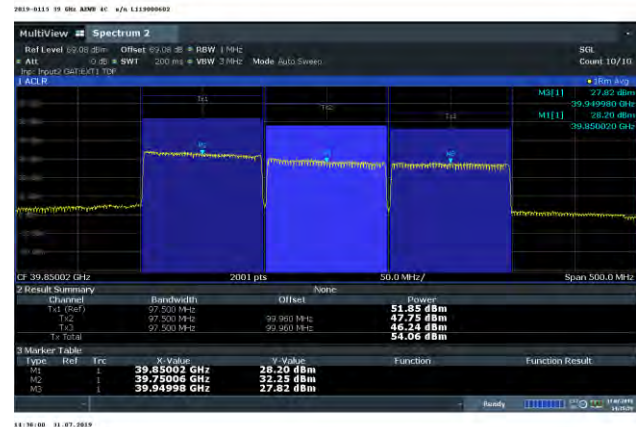 2019-0115 39 GHz AEWB 4C s/n L119000602
MultiView Spectrum 2
Ref Level 69.08 dBm Offset 69.08 dB RBW 1 MHz SGL
Att 0 dB SWT 200 ms VBW 3 MHz Mode Auto Sweep Count 10/10
Inp: Input2 GAT:EXT1 TDF
1 ACLR 1Rm Avg
M3[1] 27.82 dBm
39.949980 GHz
M1[1] 28.20 dBm
39.850020 GHz
Tx1 Tx2 Tx3
M2 M1 M3
CF 39.85002 GHz 2001 pts 50.0 MHz/ Span 500.0 MHz
2 Result Summary None
Channel Bandwidth Offset Power
Tx1 (Ref) 97.500 MHz 51.85 dBm
Tx2 97.500 MHz 99.960 MHz 47.75 dBm
Tx3 97.500 MHz 99.960 MHz 46.24 dBm
Tx Total 54.06 dBm
3 Marker Table
Type Ref Trc X-Value Y-Value Function Function Result
M1 1 39.85002 GHz 28.20 dBm
M2 1 39.75006 GHz 32.25 dBm
M3 1 39.94998 GHz 27.82 dBm
Ready
14:36:00 11.07.2019